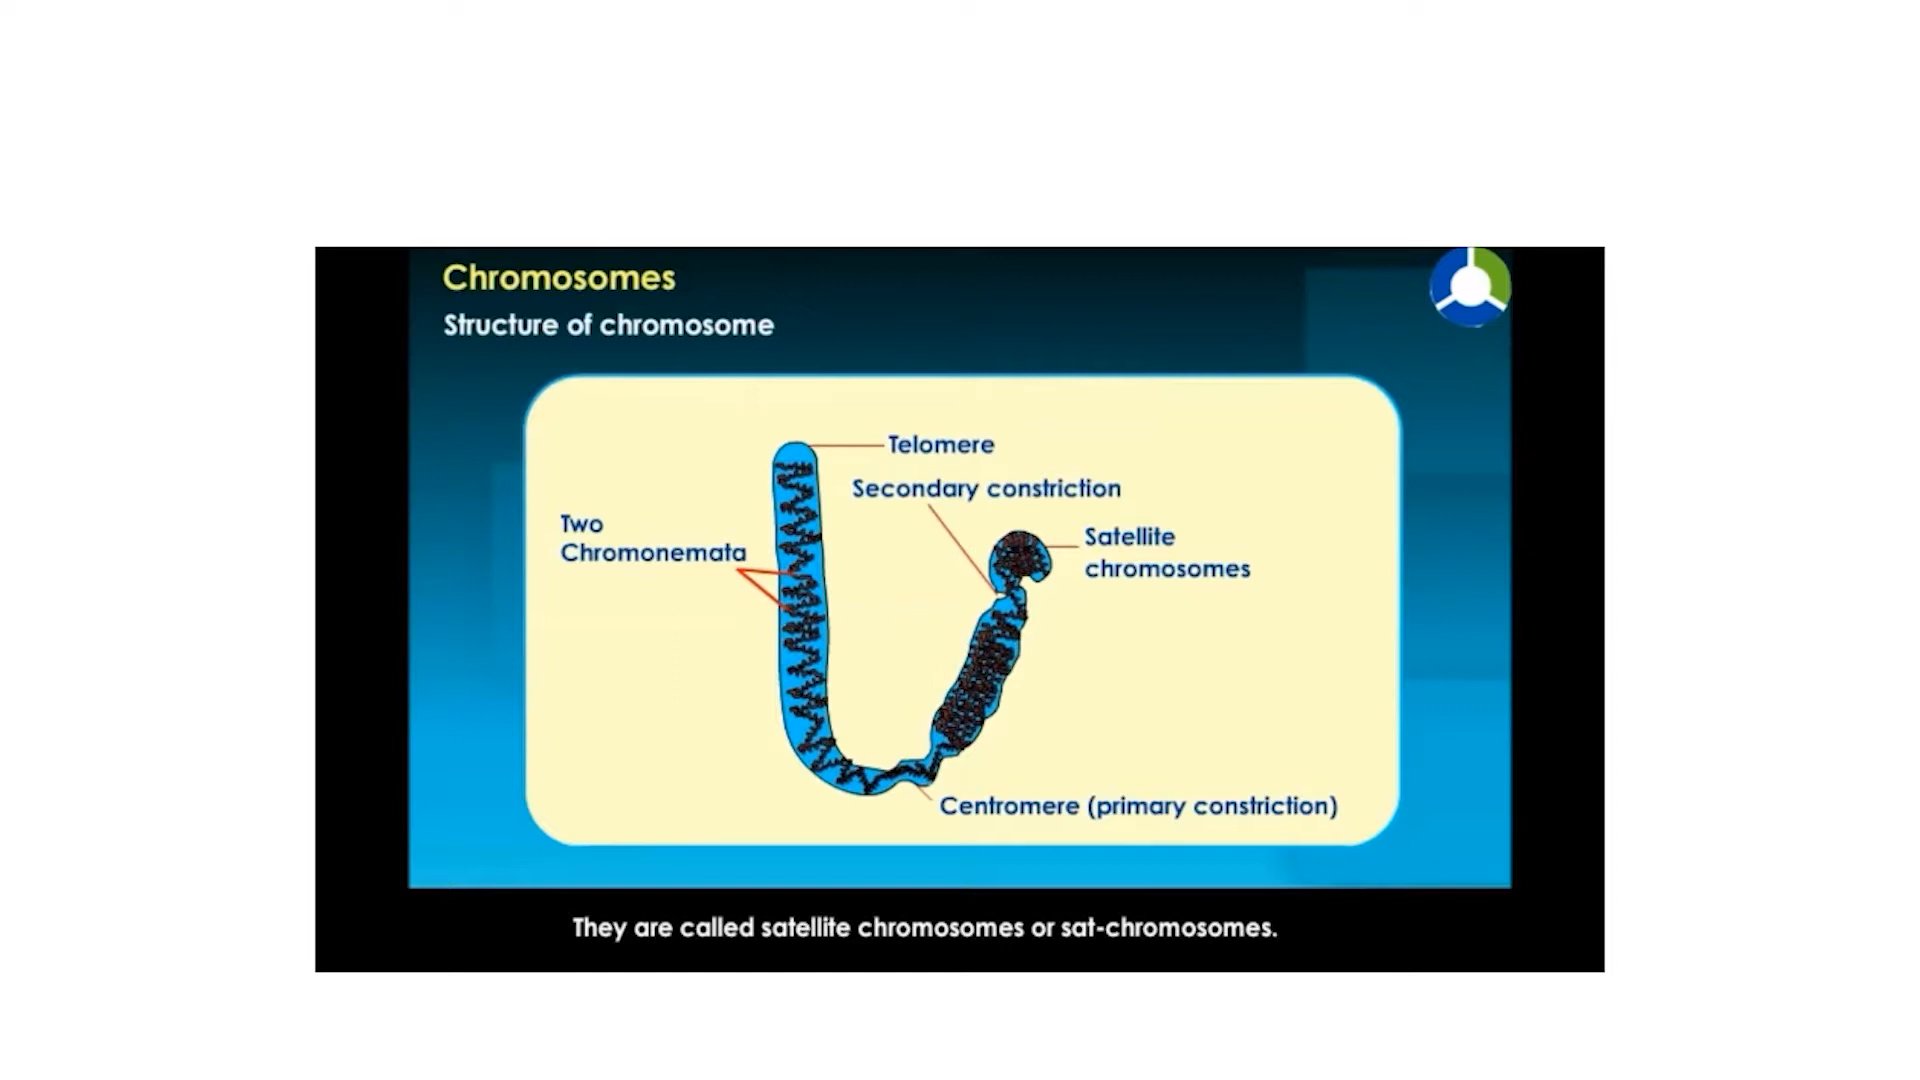 Chromosomes
Structure of chromosome
Telomere
Secondary constriction
Two
Chromonemata
Satellite
chromosomes
Centromere (primary constriction)
They are called satellite chromosomes or sat-chromosomes.